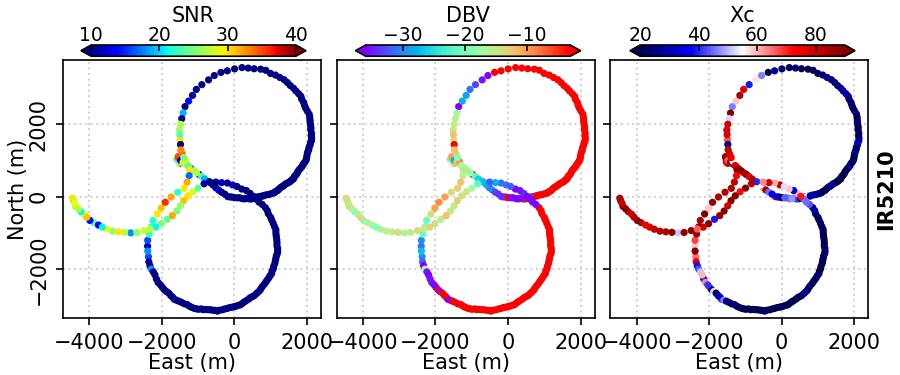 SNR DBV Xc
10 20 30 40 −30 −20 −10 20 40 60 80
North (m)
2000
0
−2000
IR5210
−4000 −2000 0 2000 −4000 −2000 0 2000 −4000 −2000 0 2000
East (m) East (m) East (m)